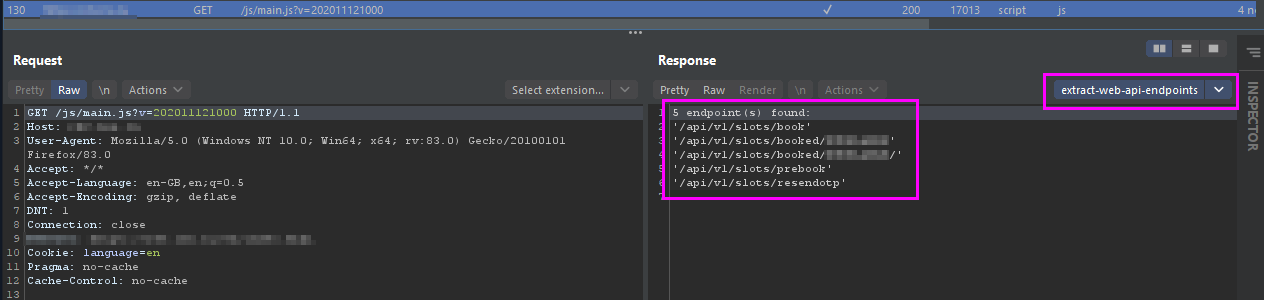 130 GET /js/main.js?v=202011121000 200 17013 script js 4 no
Request
Response
Pretty Raw \n Actions Select extension...
Pretty Raw Render \n Actions extract-web-api-endpoints
INSPECTOR
1 GET /js/main.js?v=202011121000 HTTP/1.1
2 Host:
3 User-Agent: Mozilla/5.0 (Windows NT 10.0; Win64; x64; rv:83.0) Gecko/20100101
Firefox/83.0
4 Accept: */*
5 Accept-Language: en-GB,en;q=0.5
6 Accept-Encoding: gzip, deflate
7 DNT: 1
8 Connection: close
9
10 Cookie: language=en
11 Pragma: no-cache
12 Cache-Control: no-cache
13
1 5 endpoint(s) found:
2 '/api/v1/slots/book'
3 '/api/v1/slots/booked/ '
4 '/api/v1/slots/booked/ /'
5 '/api/v1/slots/prebook'
6 '/api/v1/slots/resendotp'
7